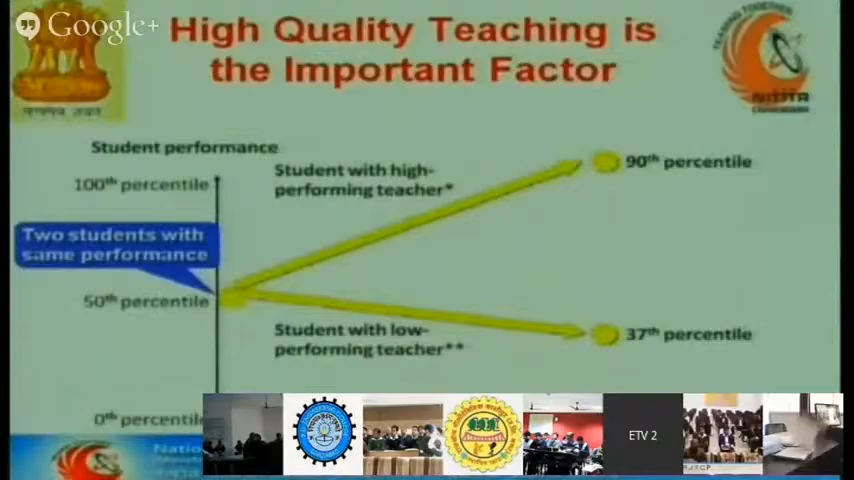 Google+
High Quality Teaching is
the Important Factor
NITTTR
Student performance
100th percentile
Student with high-
performing teacher*
90th percentile
Two students with
same performance
50th percentile
Student with low-
performing teacher**
37th percentile
0th percentile
Natio
ETV 2